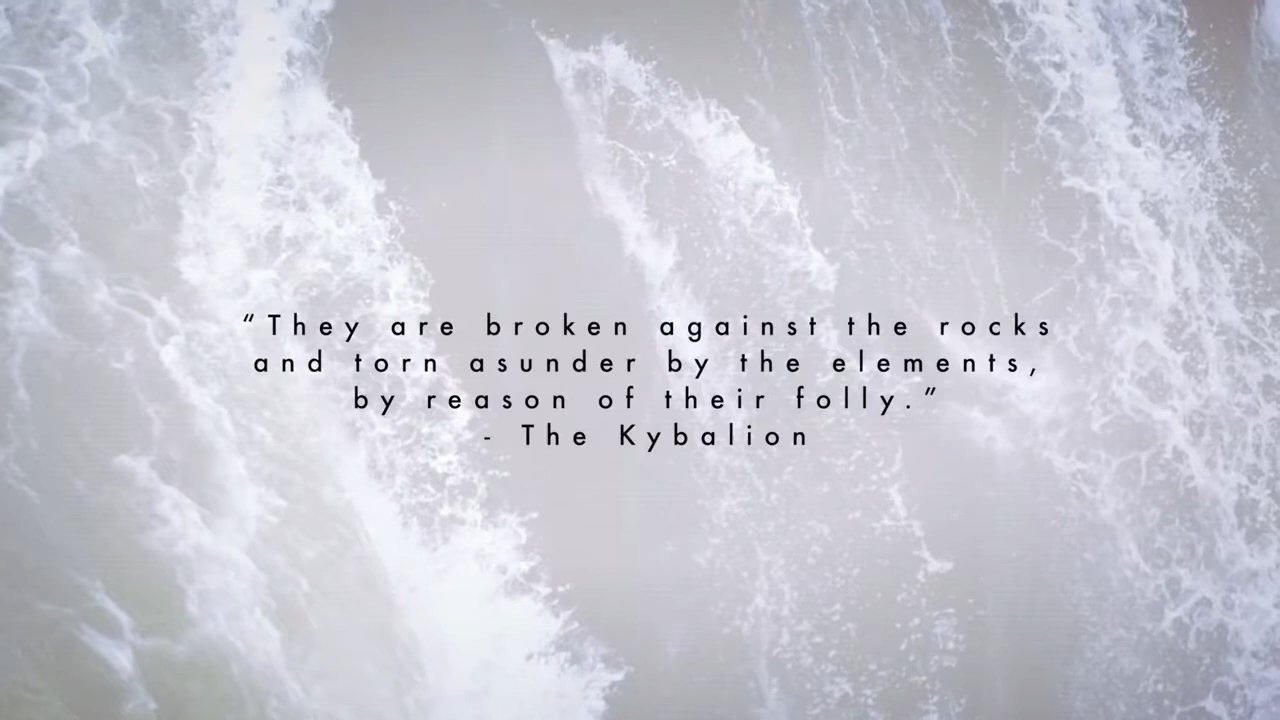 “They are broken against the rocks
and torn asunder by the elements,
by reason of their folly.”
- The Kybalion